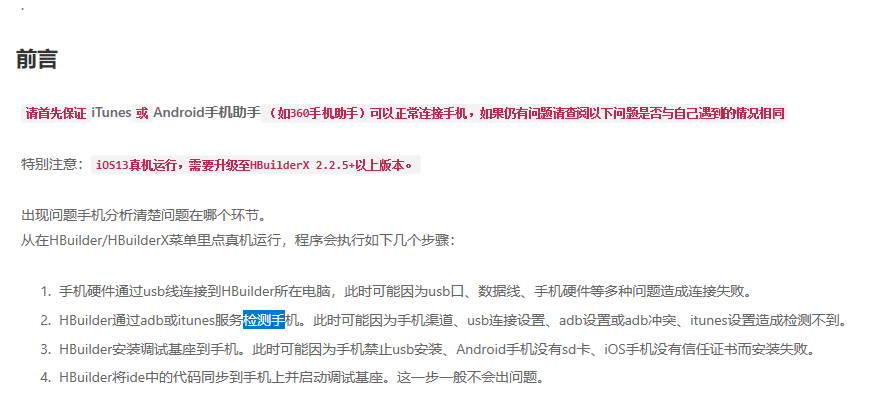 前言
请首先保证 iTunes 或 Android手机助手（如360手机助手）可以正常连接手机，如果仍有问题请查阅以下问题是否与自己遇到的情况相同
特别注意： iOS13真机运行，需要升级至HBuilderX 2.2.5+以上版本。
出现问题手机分析清楚问题在哪个环节。
从在HBuilder/HBuilderX菜单里点真机运行，程序会执行如下几个步骤：
1. 手机硬件通过usb线连接到HBuilder所在电脑，此时可能因为usb口、数据线、手机硬件等多种问题造成连接失败。
2. HBuilder通过adb或itunes服务检测手机。此时可能因为手机渠道、usb连接设置、adb设置或adb冲突、itunes设置造成检测不到。
3. HBuilder安装调试基座到手机。此时可能因为手机禁止usb安装、Android手机没有sd卡、iOS手机没有信任证书而安装失败。
4. HBuilder将ide中的代码同步到手机上并启动调试基座。这一步一般不会出问题。